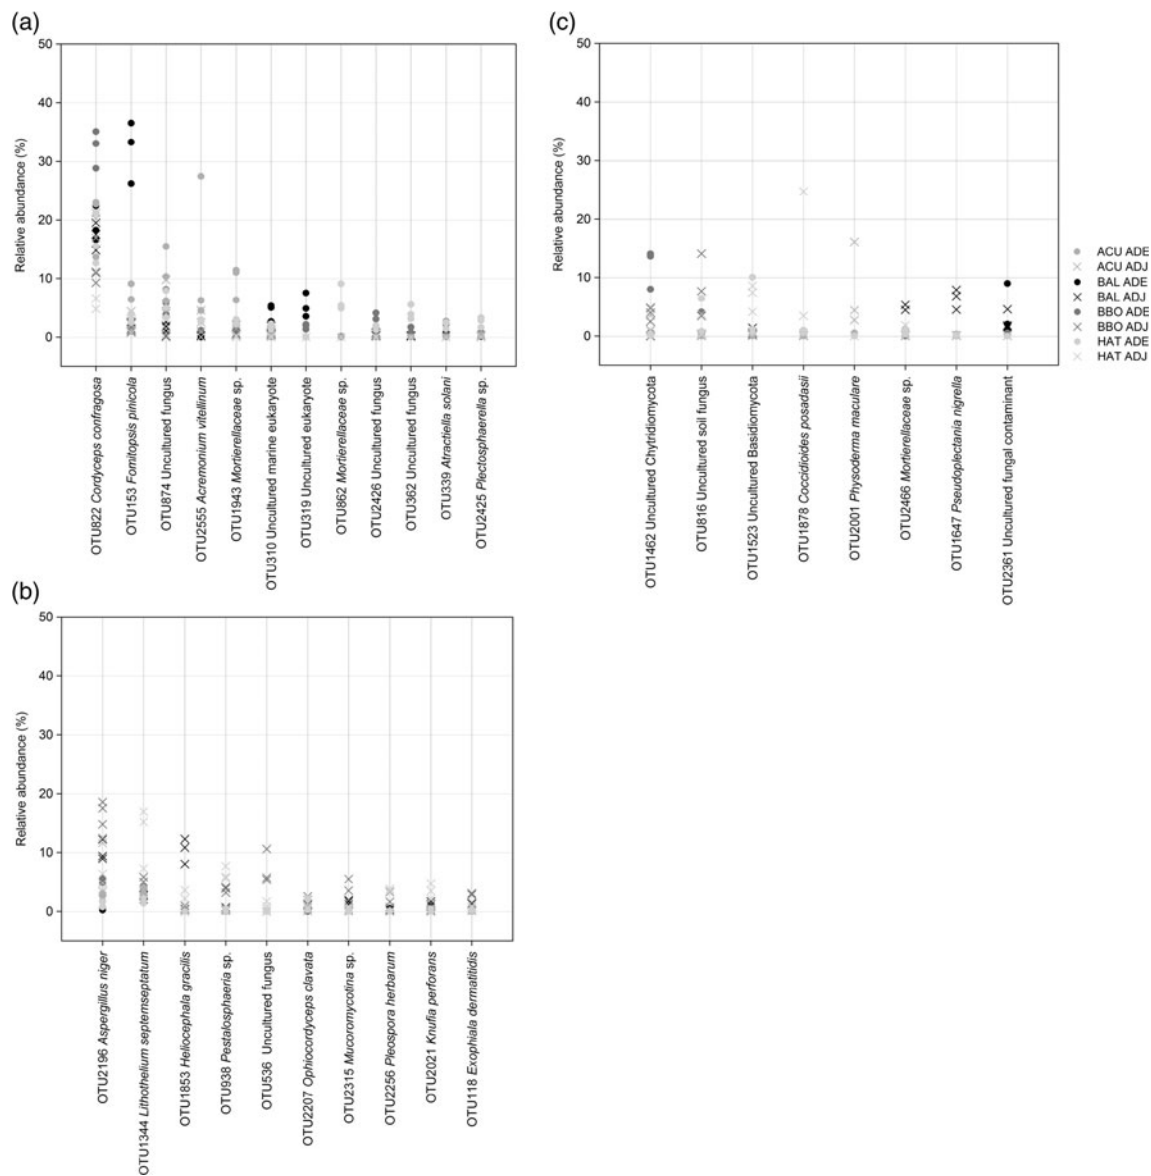 (a)
50
40
30
20
10
0
Relative abundance (%)
OTU822 Cordyceps confragosa
OTU153 Fomitopsis pinicola
OTU874 Uncultured fungus
OTU2555 Acremonium vitellinum
OTU1943 Mortierellaceae sp.
OTU310 Uncultured marine eukaryote
OTU319 Uncultured eukaryote
OTU862 Mortierellaceae sp.
OTU2426 Uncultured fungus
OTU362 Uncultured fungus
OTU339 Atractiella solani
OTU2425 Plectosphaerella sp.
(c)
50
40
30
20
10
0
Relative abundance (%)
OTU1462 Uncultured Chytridiomycota
OTU816 Uncultured soil fungus
OTU1523 Uncultured Basidiomycota
OTU1878 Coccidioides posadasii
OTU2001 Physoderma maculare
OTU2466 Mortierellaceae sp.
OTU1647 Pseudoplectania nigrella
OTU2361 Uncultured fungal contaminant
ACU ADE
ACU ADJ
BAL ADE
BAL ADJ
BBO ADE
BBO ADJ
HAT ADE
HAT ADJ
(b)
50
40
30
20
10
0
Relative abundance (%)
OTU2196 Aspergillus niger
OTU1344 Lithothelium septemseptatum
OTU1853 Heliocephala gracilis
OTU938 Pestalosphaeria sp.
OTU536 Uncultured fungus
OTU2207 Ophiocordyceps clavata
OTU2315 Mucoromycotina sp.
OTU2256 Pleospora herbarum
OTU2021 Knufia perforans
OTU118 Exophiala dermatitidis